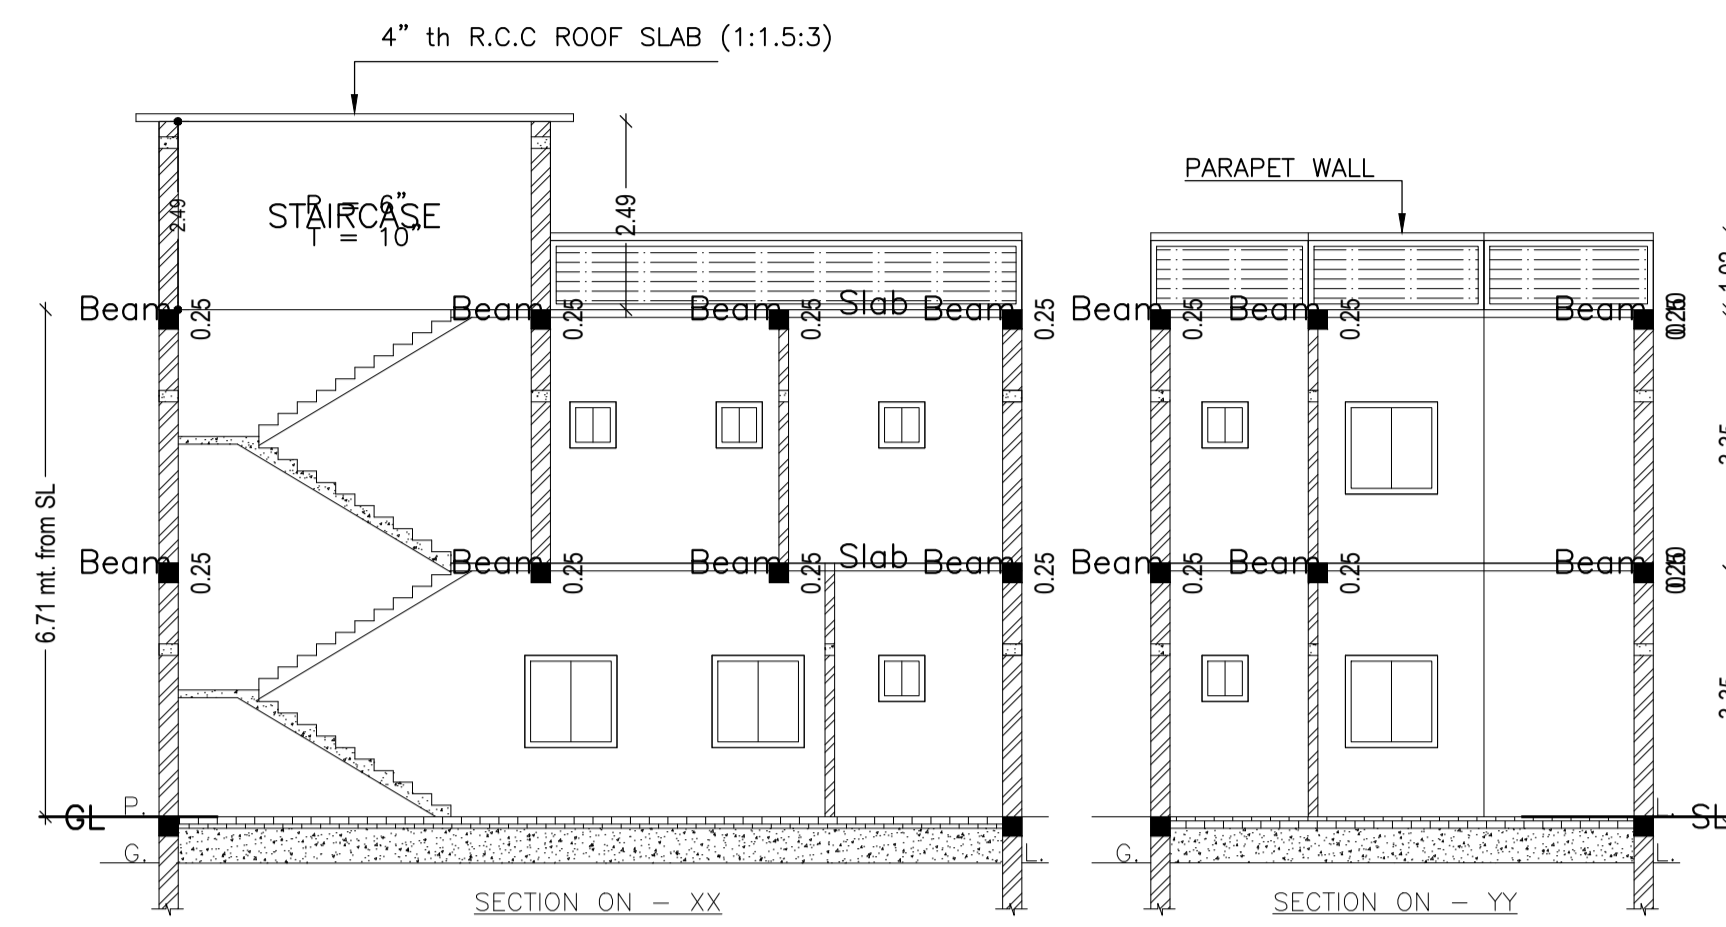 4” th R.C.C ROOF SLAB (1:1.5:3)
PARAPET WALL
R = 6”
STAIRCASE
T = 10”
2.49
2.49
Beam 0.25
Beam 0.25
Beam 0.25
Slab
Beam 0.25
Beam 0.25
Beam 0.25
Beam
6.71 mt. from SL
Beam 0.25
Beam 0.25
Beam 0.25
Slab
Beam 0.25
Beam 0.25
Beam 0.25
Beam
P.
GL
L.
SL
G.
L.
G.
L.
SECTION ON – XX
SECTION ON – YY